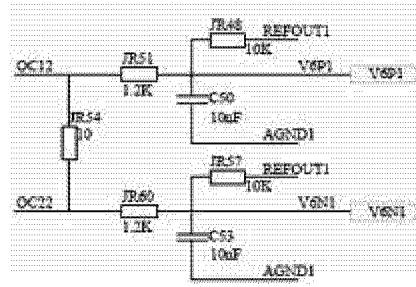 JR48
REFOUT1
10K
OC12
JR51
V6P1
V6P1
1.2K
C50
10nF
JR54
10
AGND1
JR57
REFOUT1
10K
OC22
JR60
V6N1
V6N1
1.2K
C53
10nF
AGND1